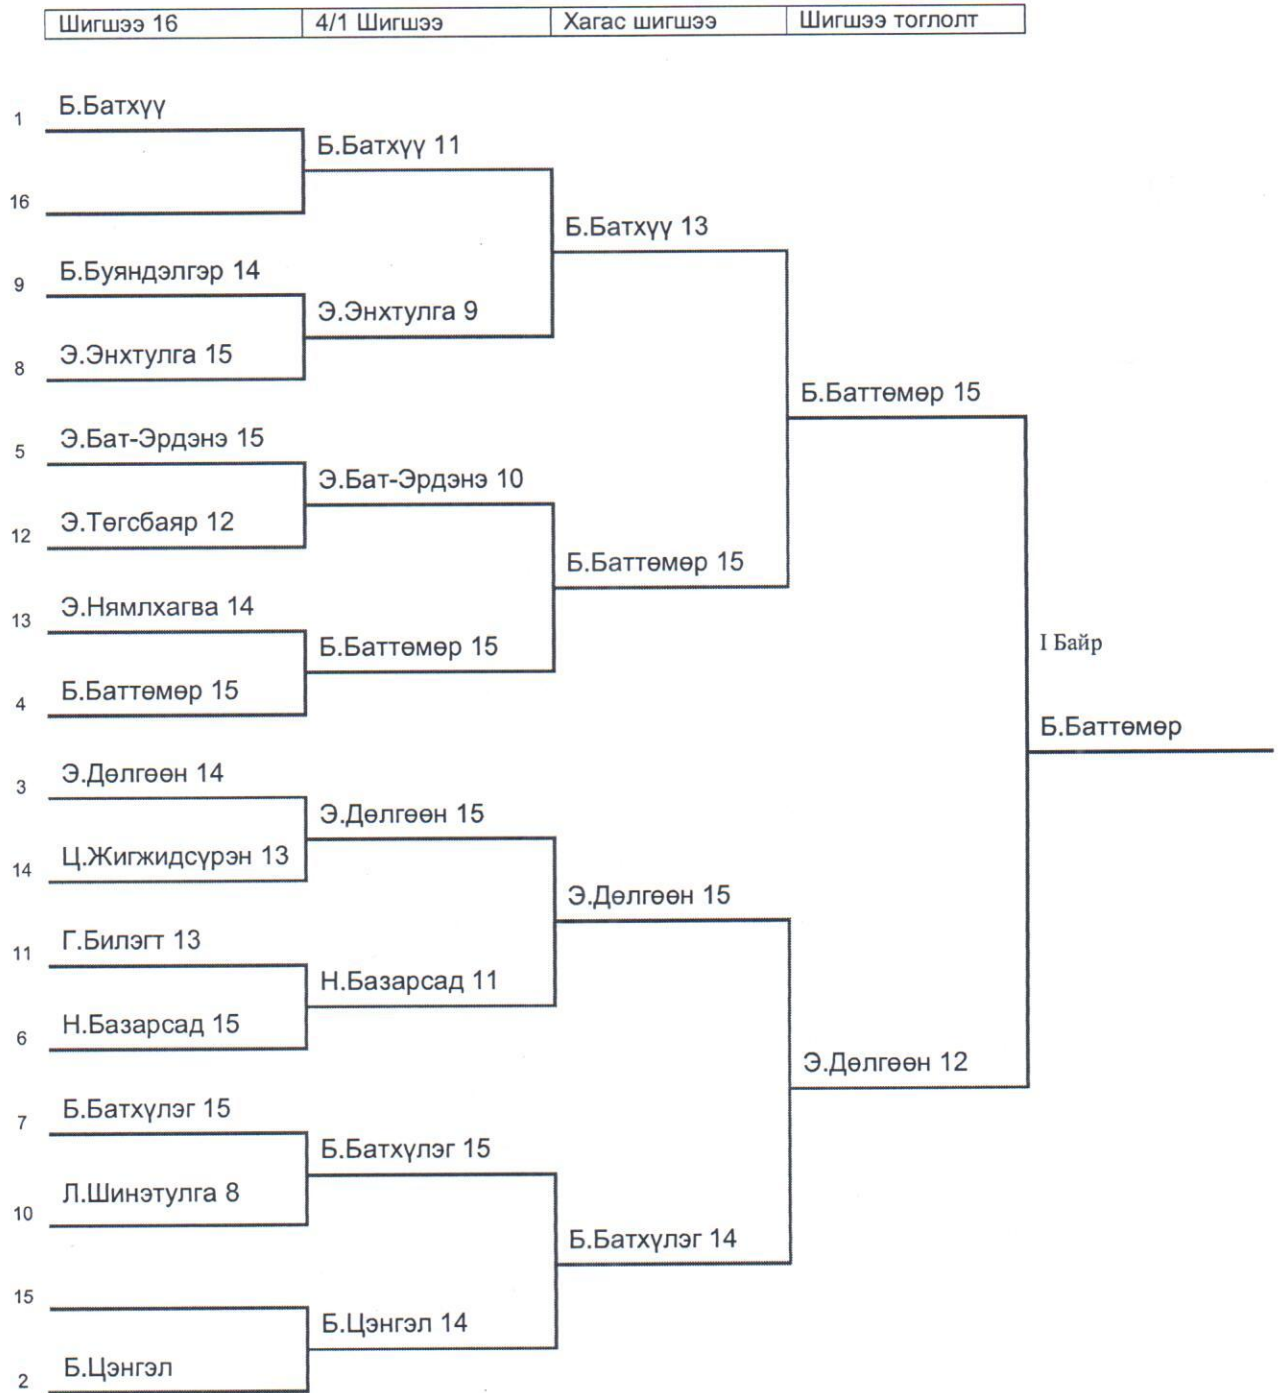 Шигшээ 16 4/1 Шигшээ Хагас шигшээ Шигшээ тоглолт
1 Б.Батхүү
Б.Батхүү 11
16
Б.Батхүү 13
9 Б.Буяндэлгэр 14
Э.Энхтулга 9
8 Э.Энхтулга 15
Б.Баттөмөр 15
5 Э.Бат-Эрдэнэ 15
Э.Бат-Эрдэнэ 10
12 Э.Төгсбаяр 12
Б.Баттөмөр 15
13 Э.Нямлхагва 14
I Байр
Б.Баттөмөр 15
4 Б.Баттөмөр 15
Б.Баттөмөр
3 Э.Дөлгөөн 14
Э.Дөлгөөн 15
14 Ц.Жигжидсүрэн 13
Э.Дөлгөөн 15
11 Г.Билэгт 13
Н.Базарсад 11
6 Н.Базарсад 15
Э.Дөлгөөн 12
7 Б.Батхүлэг 15
Б.Батхүлэг 15
10 Л.Шинэтулга 8
Б.Батхүлэг 14
15
Б.Цэнгэл 14
2 Б.Цэнгэл